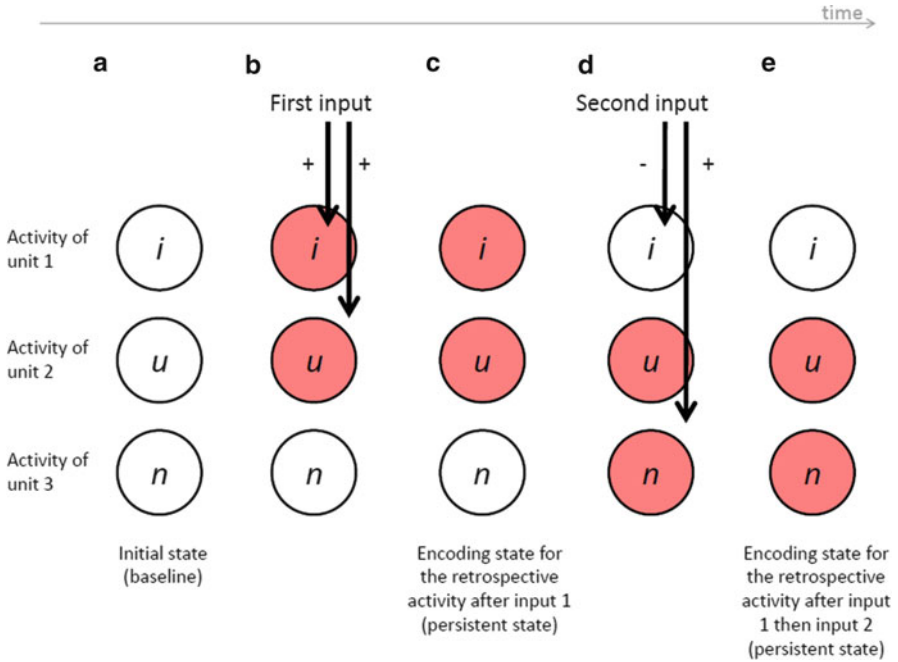 time
a b c d e
First input Second input
+ + - +
Activity of
unit 1
i i i i i
Activity of
unit 2
u u u u u
Activity of
unit 3
n n n n n
Initial state
(baseline)
Encoding state for
the retrospective
activity after input 1
(persistent state)
Encoding state for
the retrospective
activity after input
1 then input 2
(persistent state)